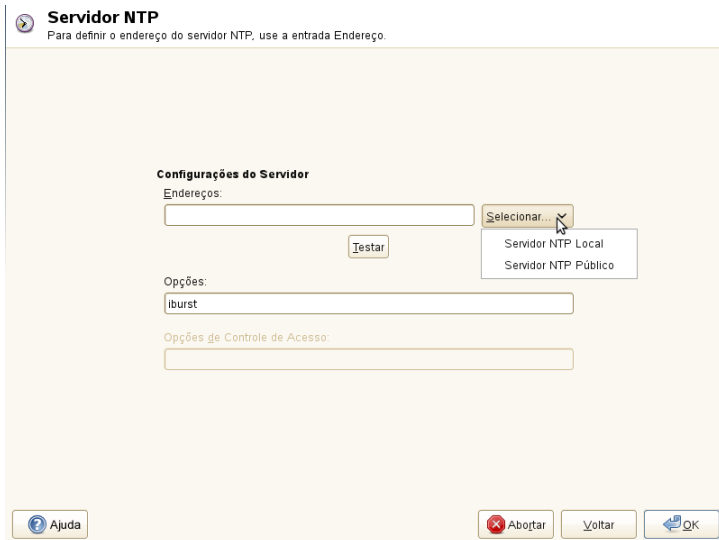 Servidor NTP
Para definir o endereço do servidor NTP, use a entrada Endereço.
Configurações do Servidor
Endereços:
Selecionar...
Servidor NTP Local
Servidor NTP Público
Testar
Opções:
iburst
Opções de Controle de Acesso:
Ajuda
Abortar
Voltar
OK